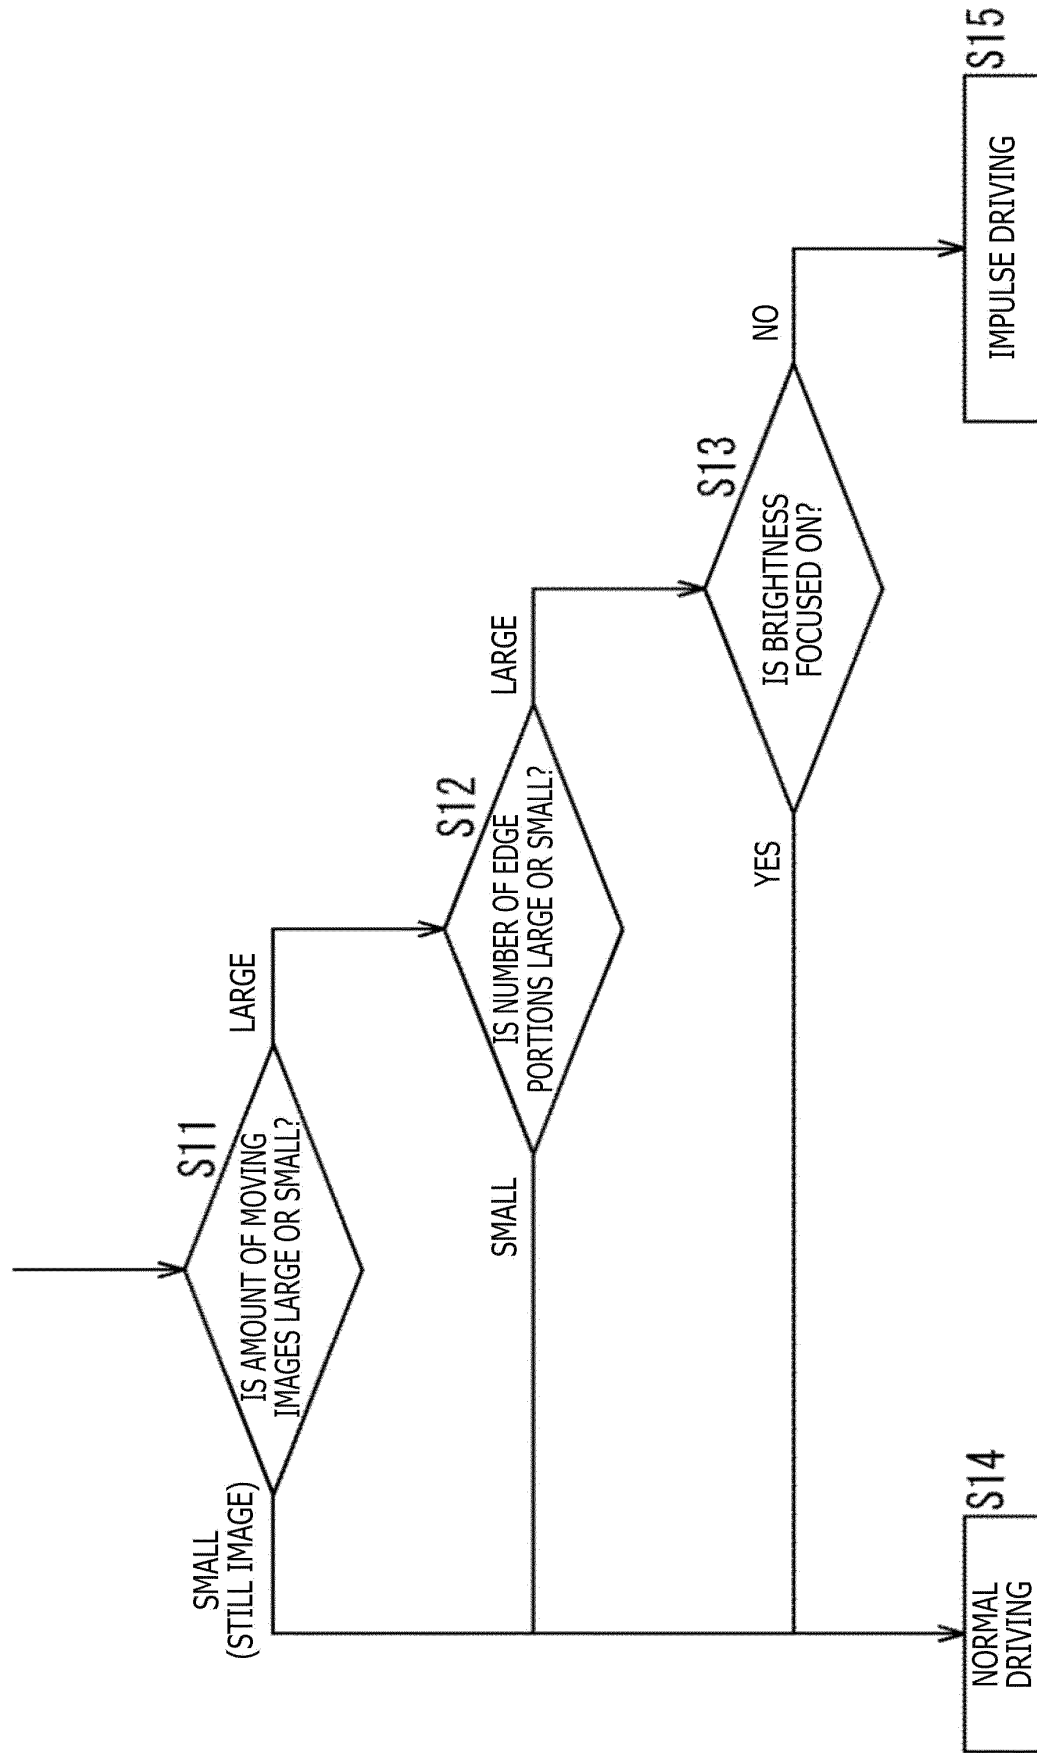 S11
IS AMOUNT OF MOVING
IMAGES LARGE OR SMALL?
SMALL
(STILL IMAGE)
LARGE
S12
IS NUMBER OF EDGE
PORTIONS LARGE OR SMALL?
SMALL
LARGE
S13
IS BRIGHTNESS
FOCUSED ON?
YES
NO
S14
NORMAL
DRIVING
S15
IMPULSE DRIVING